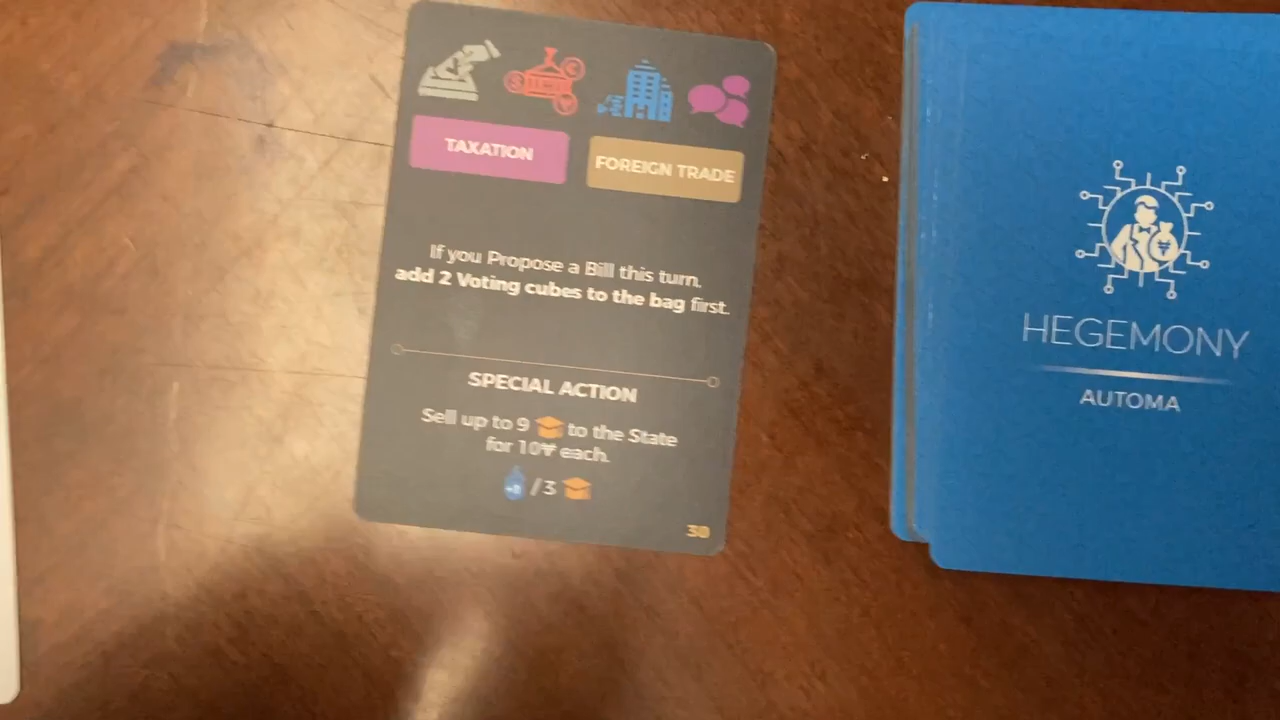 TAXATION
FOREIGN TRADE
If you Propose a Bill this turn,
add 2 Voting cubes to the bag first.
SPECIAL ACTION
Sell up to 9 to the State
for 10₩ each.
+1 / 3
30
HEGEMONY
AUTOMA